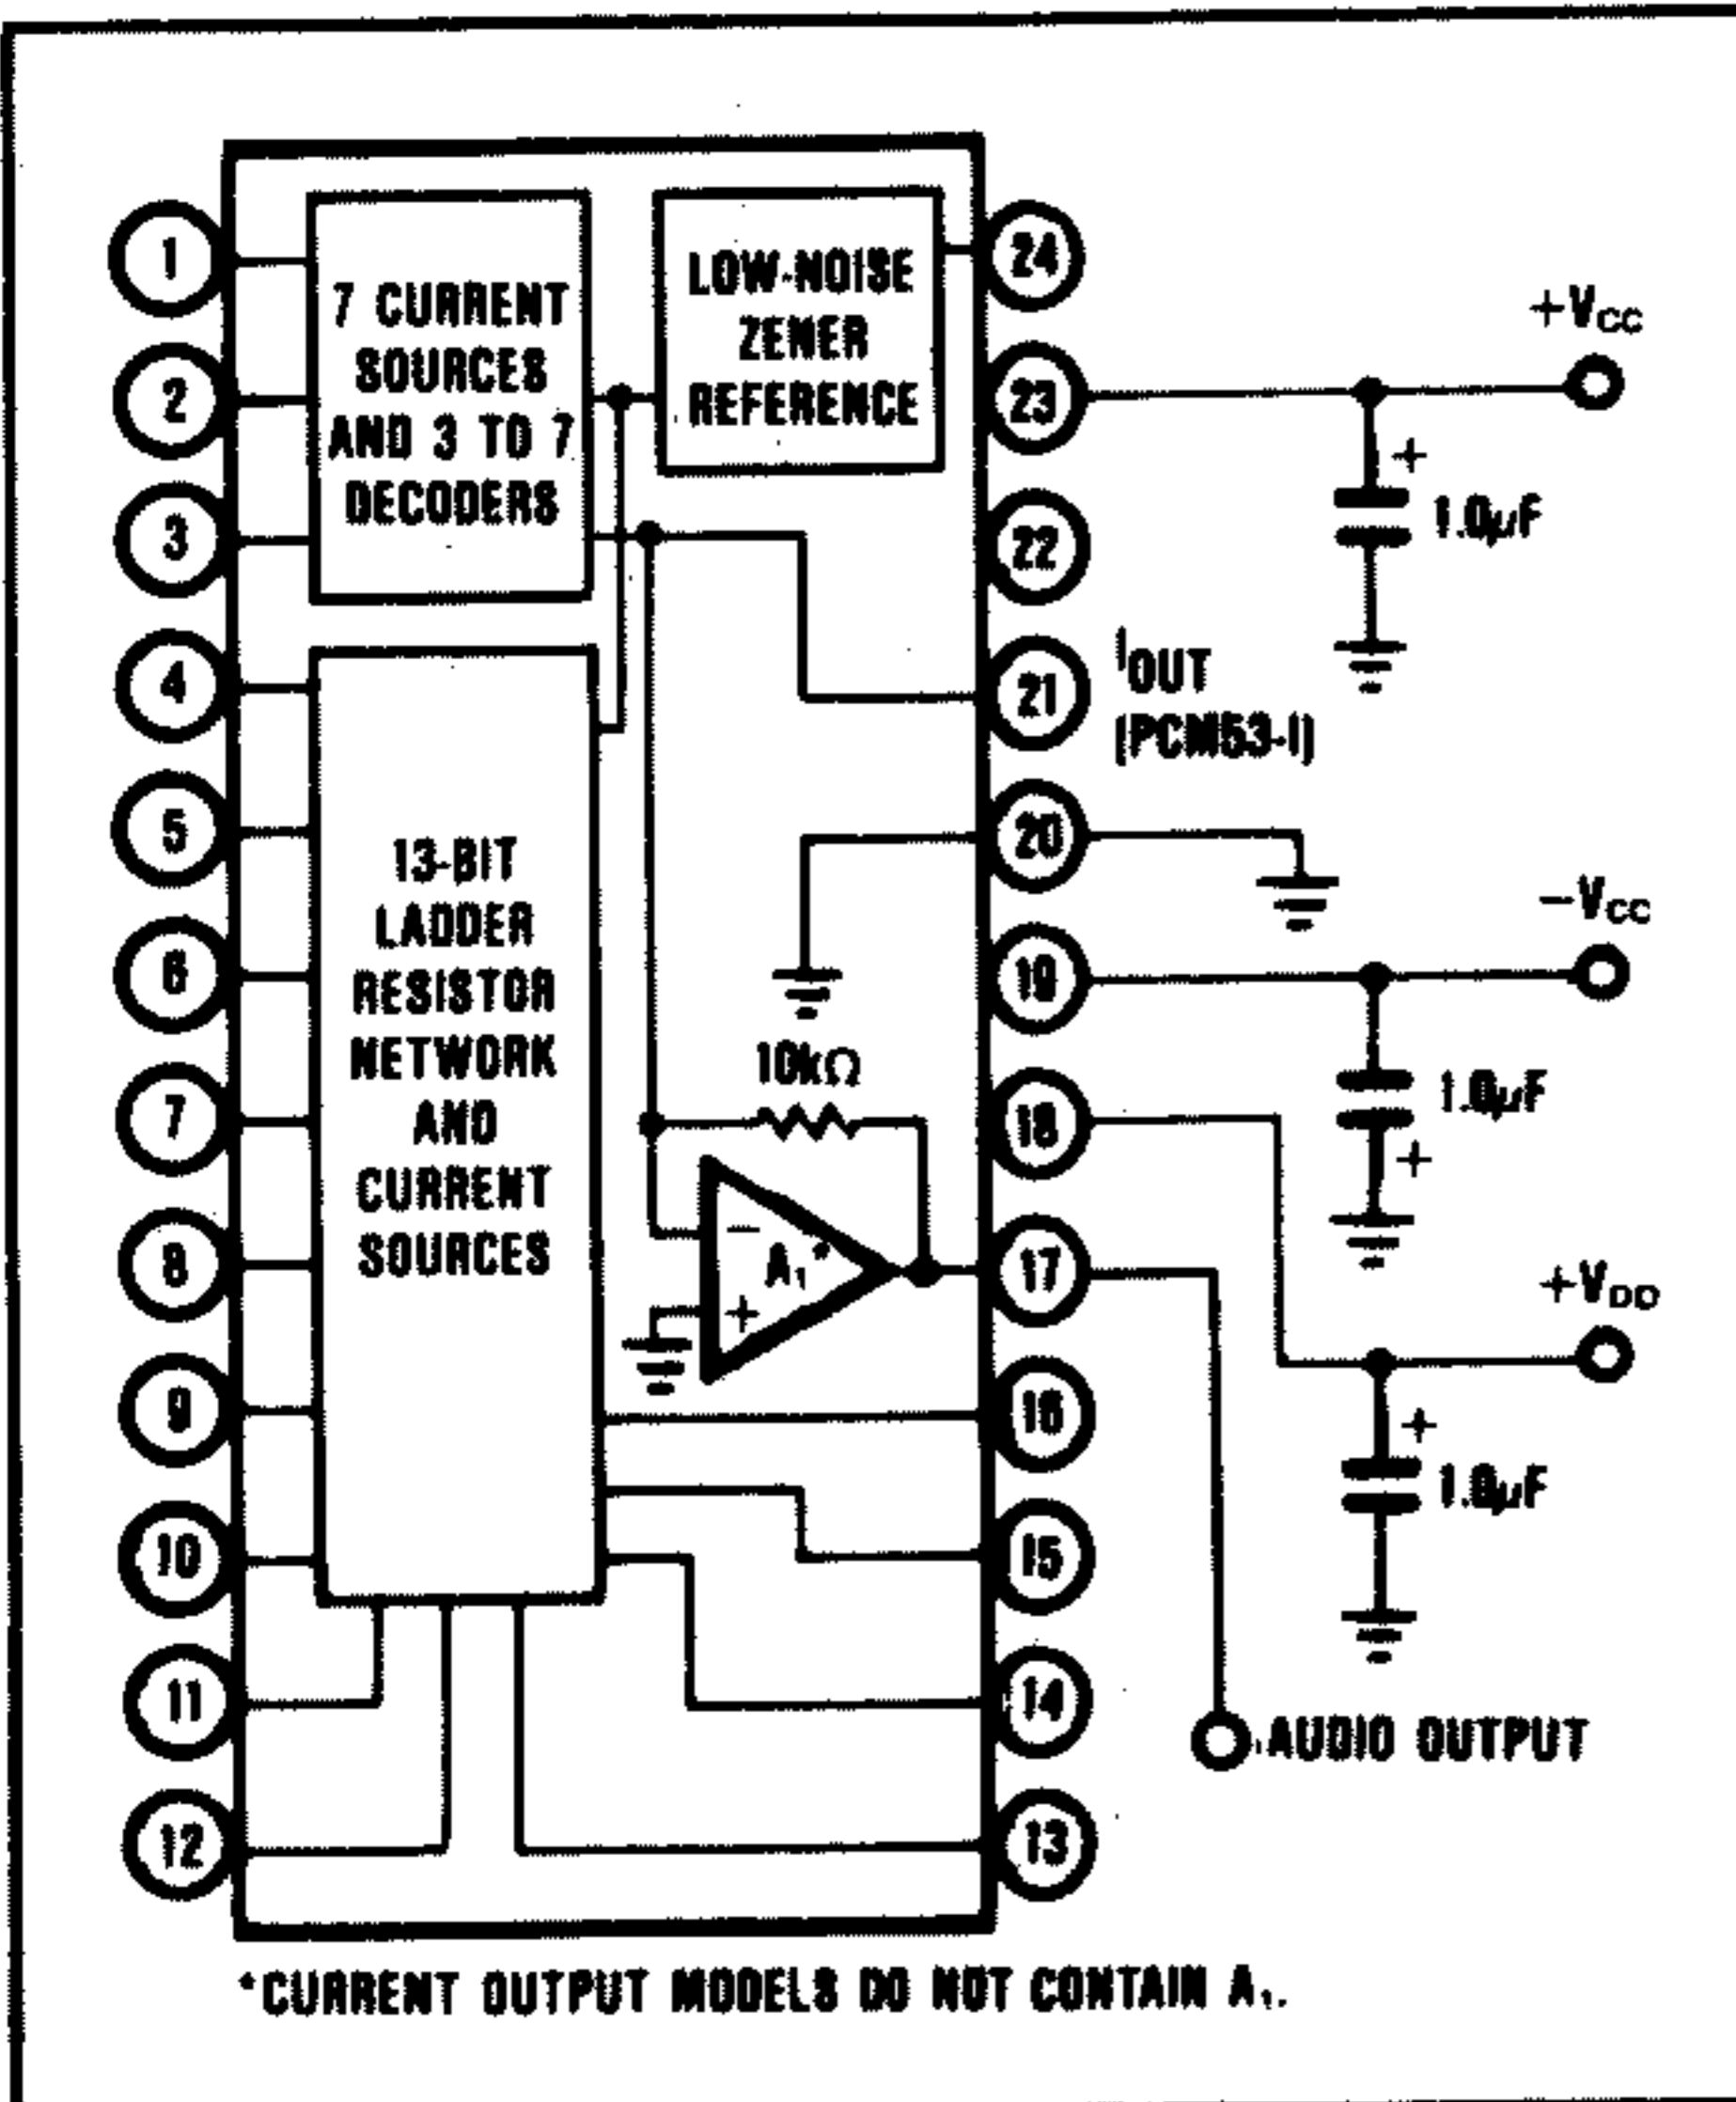 1
2
3
4
5
6
7
8
9
10
11
12
7 CURRENT
SOURCES
AND 3 TO 7
DECODERS
LOW-NOISE
ZENER
REFERENCE
13-BIT
LADDER
RESISTOR
NETWORK
AND
CURRENT
SOURCES
10kΩ
−
A₁*
+
24
23
22
21
20
19
18
17
16
15
14
13
+VCC
+
1.0µF
IOUT
(PCM53-I)
−VCC
1.0µF
+
+VDD
+
1.0µF
AUDIO OUTPUT
*CURRENT OUTPUT MODELS DO NOT CONTAIN A₁.